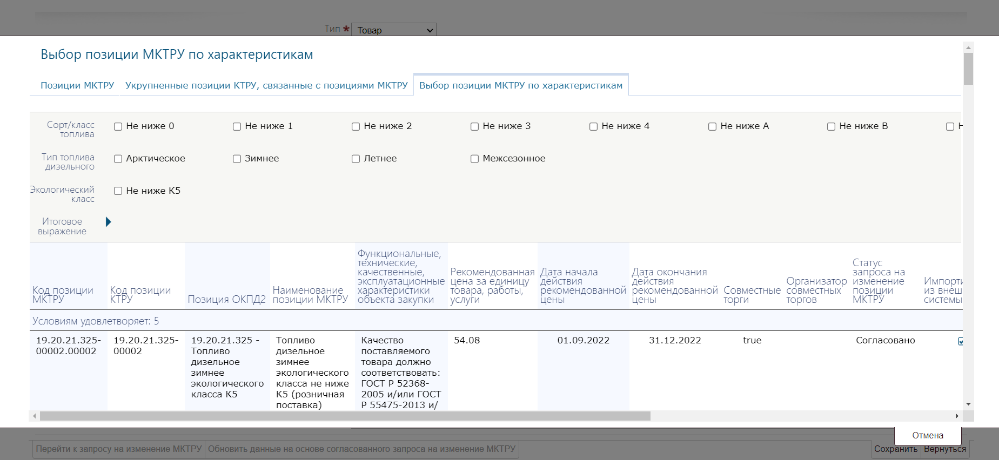 Тип * Товар
Выбор позиции МКТРУ по характеристикам
Позиции МКТРУ Укрупненные позиции КТРУ, связанные с позициями МКТРУ Выбор позиции МКТРУ по характеристикам
Сорт/класс
топлива
Не ниже 0 Не ниже 1 Не ниже 2 Не ниже 3 Не ниже 4 Не ниже A Не ниже B
Тип топлива
дизельного
Арктическое Зимнее Летнее Межсезонное
Экологический
класс
Не ниже К5
Итоговое
выражение
Код позиции
МКТРУ
Код позиции
КТРУ
Позиция ОКПД2
Наименование
позиции МКТРУ
Функциональные,
технические,
качественные,
эксплуатационные
характеристики
объекта закупки
Рекомендованная
цена за единицу
товара, работы,
услуги
Дата начала
действия
рекомендованной
цены
Дата окончания
действия
рекомендованной
цены
Совместные
торги
Организатор
совместных
торгов
Статус
запроса на
изменение
позиции
МКТРУ
Импорти
из внеш
системы
Условиям удовлетворяет: 5
19.20.21.325-
00002.00002
19.20.21.325-
00002
19.20.21.325 -
Топливо
дизельное
зимнее
экологического
класса К5
Топливо
дизельное
зимнее
экологического
класса не ниже
К5 (розничная
поставка)
Качество
поставляемого
товара должно
соответствовать:
ГОСТ Р 52368-
2005 и/или ГОСТ
Р 55475-2013 и/
54.08
01.09.2022
31.12.2022
true
Согласовано
Отмена
Перейти к запросу на изменение МКТРУ Обновить данные на основе согласованного запроса на изменение МКТРУ Сохранить Вернуться